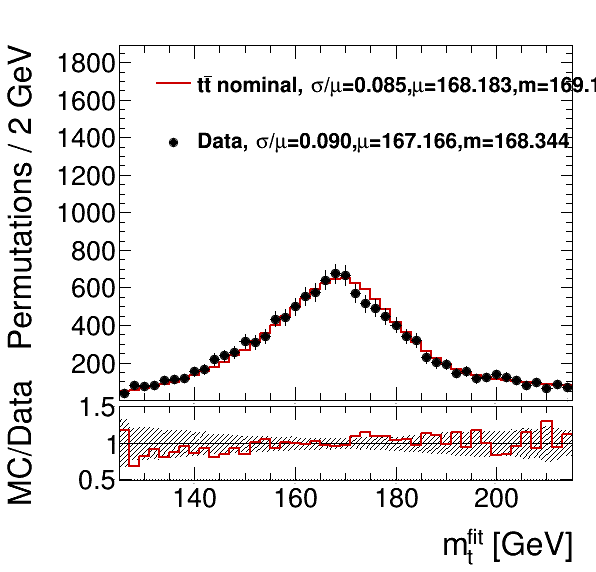 Permutations / 2 GeV
1800
1600
1400
1200
1000
800
600
400
200
tt̄ nominal, σ/μ=0.085,μ=168.183,m=169.1
Data, σ/μ=0.090,μ=167.166,m=168.344
MC/Data
1.5
1
0.5
140 160 180 200
m_t^fit [GeV]